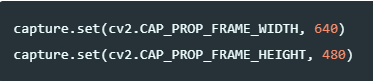 capture.set(cv2.CAP_PROP_FRAME_WIDTH, 640)
capture.set(cv2.CAP_PROP_FRAME_HEIGHT, 480)